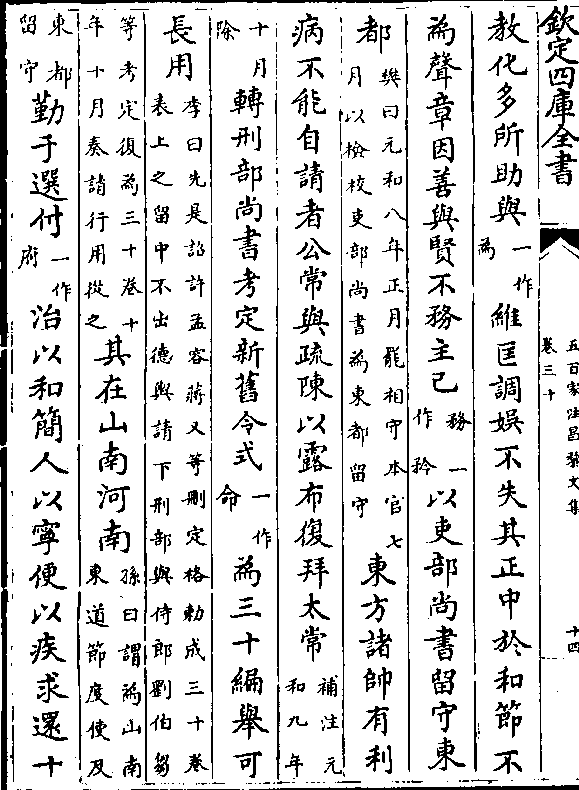 欽定四庫全書
五百家注昌黎文集
卷三十
十四
教化多所助與一作為維匡調娱不失其正中於和節不
為聲章因善與賢不務主已務一作矜以吏部尚書留守東
都樊曰元和八年正月罷相守本官七月以檢校吏部尚書為東都留守東方諸帥有利
病不能自請者公常與疏陳以露布復拜太常補注元和九年
十月除轉刑部尚書考定新舊令式一作命為三十編舉可
長用李曰先是詔許孟容蔣乂等刪定格勅成三十卷表上之留中不出德輿請下刑部與侍郎劉伯芻
等考定復為三十卷十年十月奏請行用從之其在山南河南孫曰謂為山南東道節度使及
東都留守勤于選付一作府治以和簡人以寧便以疾求還十